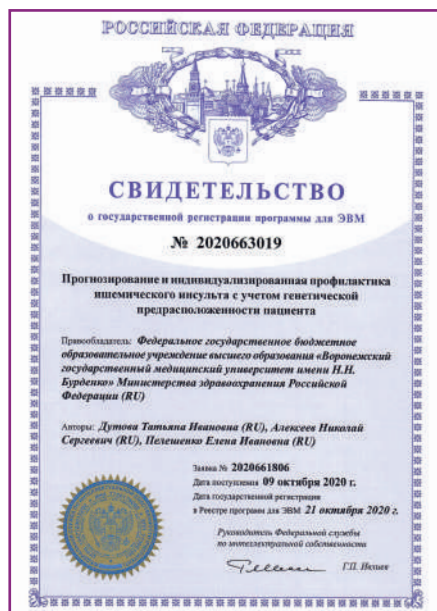 РОССИЙСКАЯ ФЕДЕРАЦИЯ
СВИДЕТЕЛЬСТВО
о государственной регистрации программы для ЭВМ
№ 2020663019
Прогнозирование и индивидуализированная профилактика
ишемического инсульта с учетом генетической
предрасположенности пациента
Правообладатель: Федеральное государственное бюджетное
образовательное учреждение высшего образования «Воронежский
государственный медицинский университет имени Н.Н.
Бурденко» Министерства здравоохранения Российской
Федерации (RU)
Авторы: Дутова Татьяна Ивановна (RU), Алексеев Николай
Сергеевич (RU), Пелешенко Елена Ивановна (RU)
Заявка № 2020661806
Дата поступления 09 октября 2020 г.
Дата государственной регистрации
в Реестре программ для ЭВМ 21 октября 2020 г.
Руководитель Федеральной службы
по интеллектуальной собственности
Г.П. Ивлиев